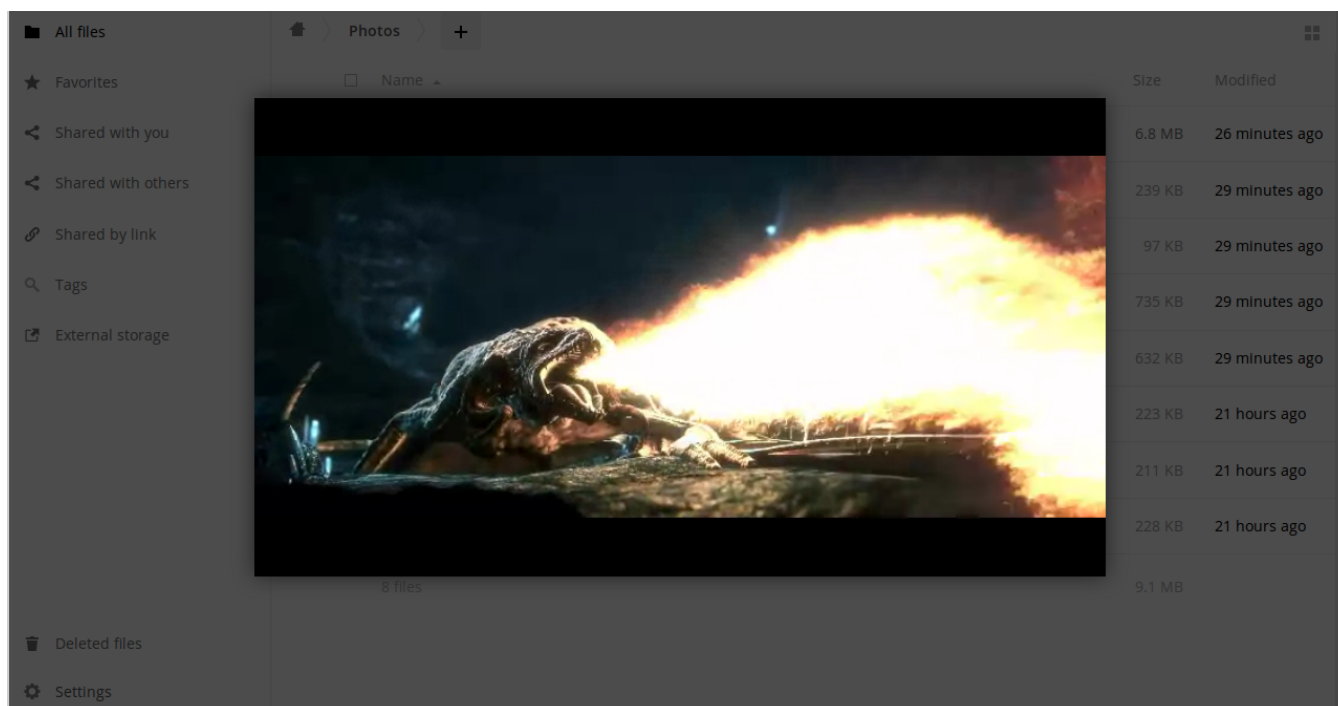 All files
Photos +
Favorites
Name Size Modified
Shared with you
6.8 MB 26 minutes ago
Shared with others
239 KB 29 minutes ago
Shared by link
97 KB 29 minutes ago
Tags
735 KB 29 minutes ago
External storage
632 KB 29 minutes ago
223 KB 21 hours ago
211 KB 21 hours ago
228 KB 21 hours ago
8 files 9.1 MB
Deleted files
Settings